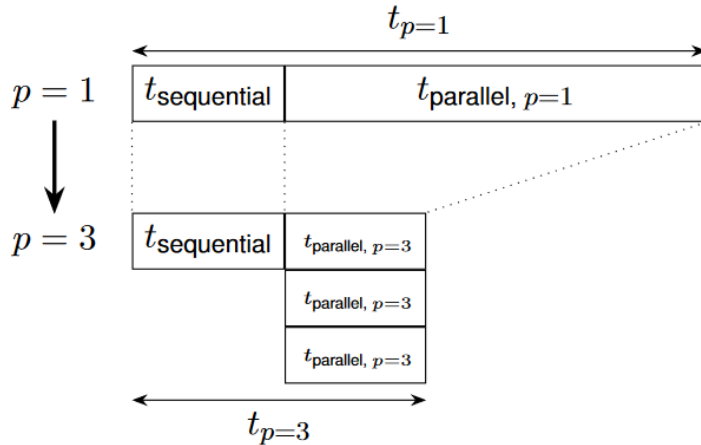 t_{p=1}
p = 1 t_{sequential} t_{parallel, p=1}
p = 3 t_{sequential} t_{parallel, p=3}
t_{parallel, p=3}
t_{parallel, p=3}
t_{p=3}